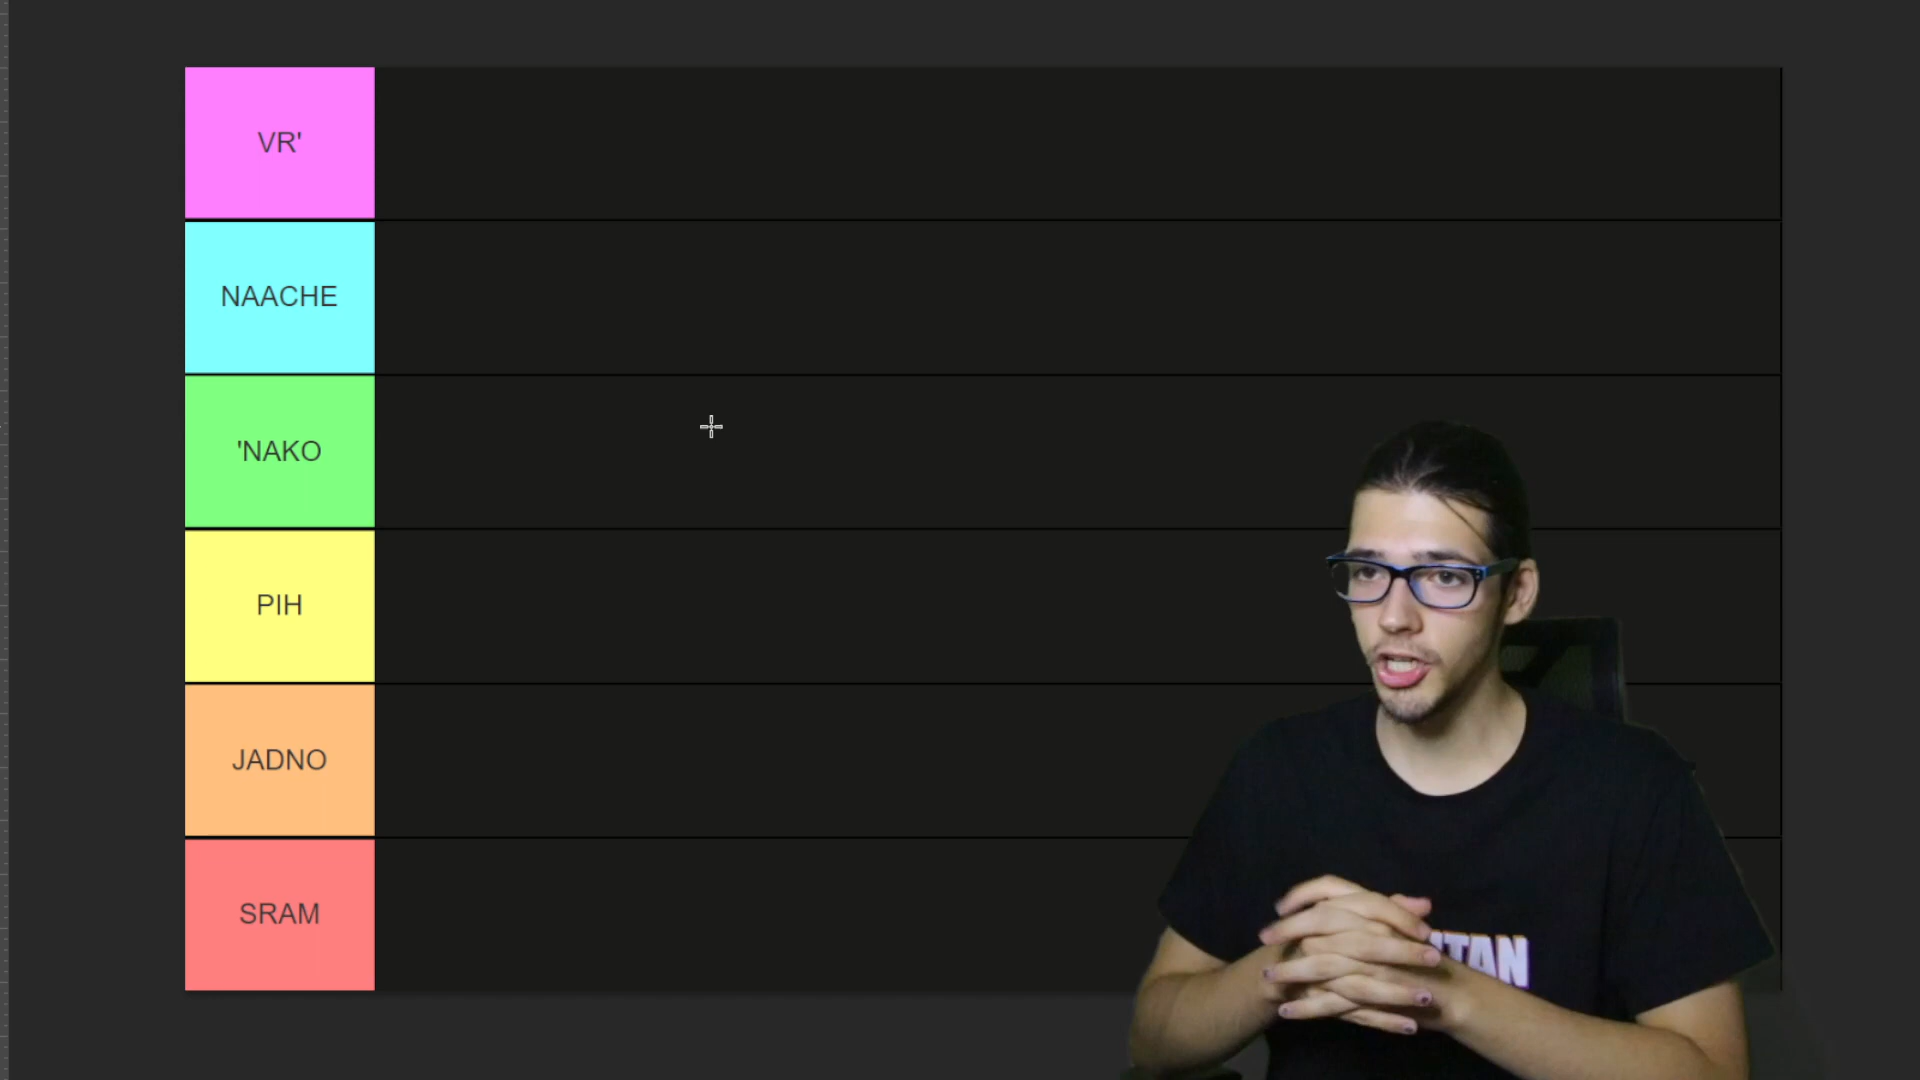 VR'
NAACHE
'NAKO
PIH
JADNO
SRAM